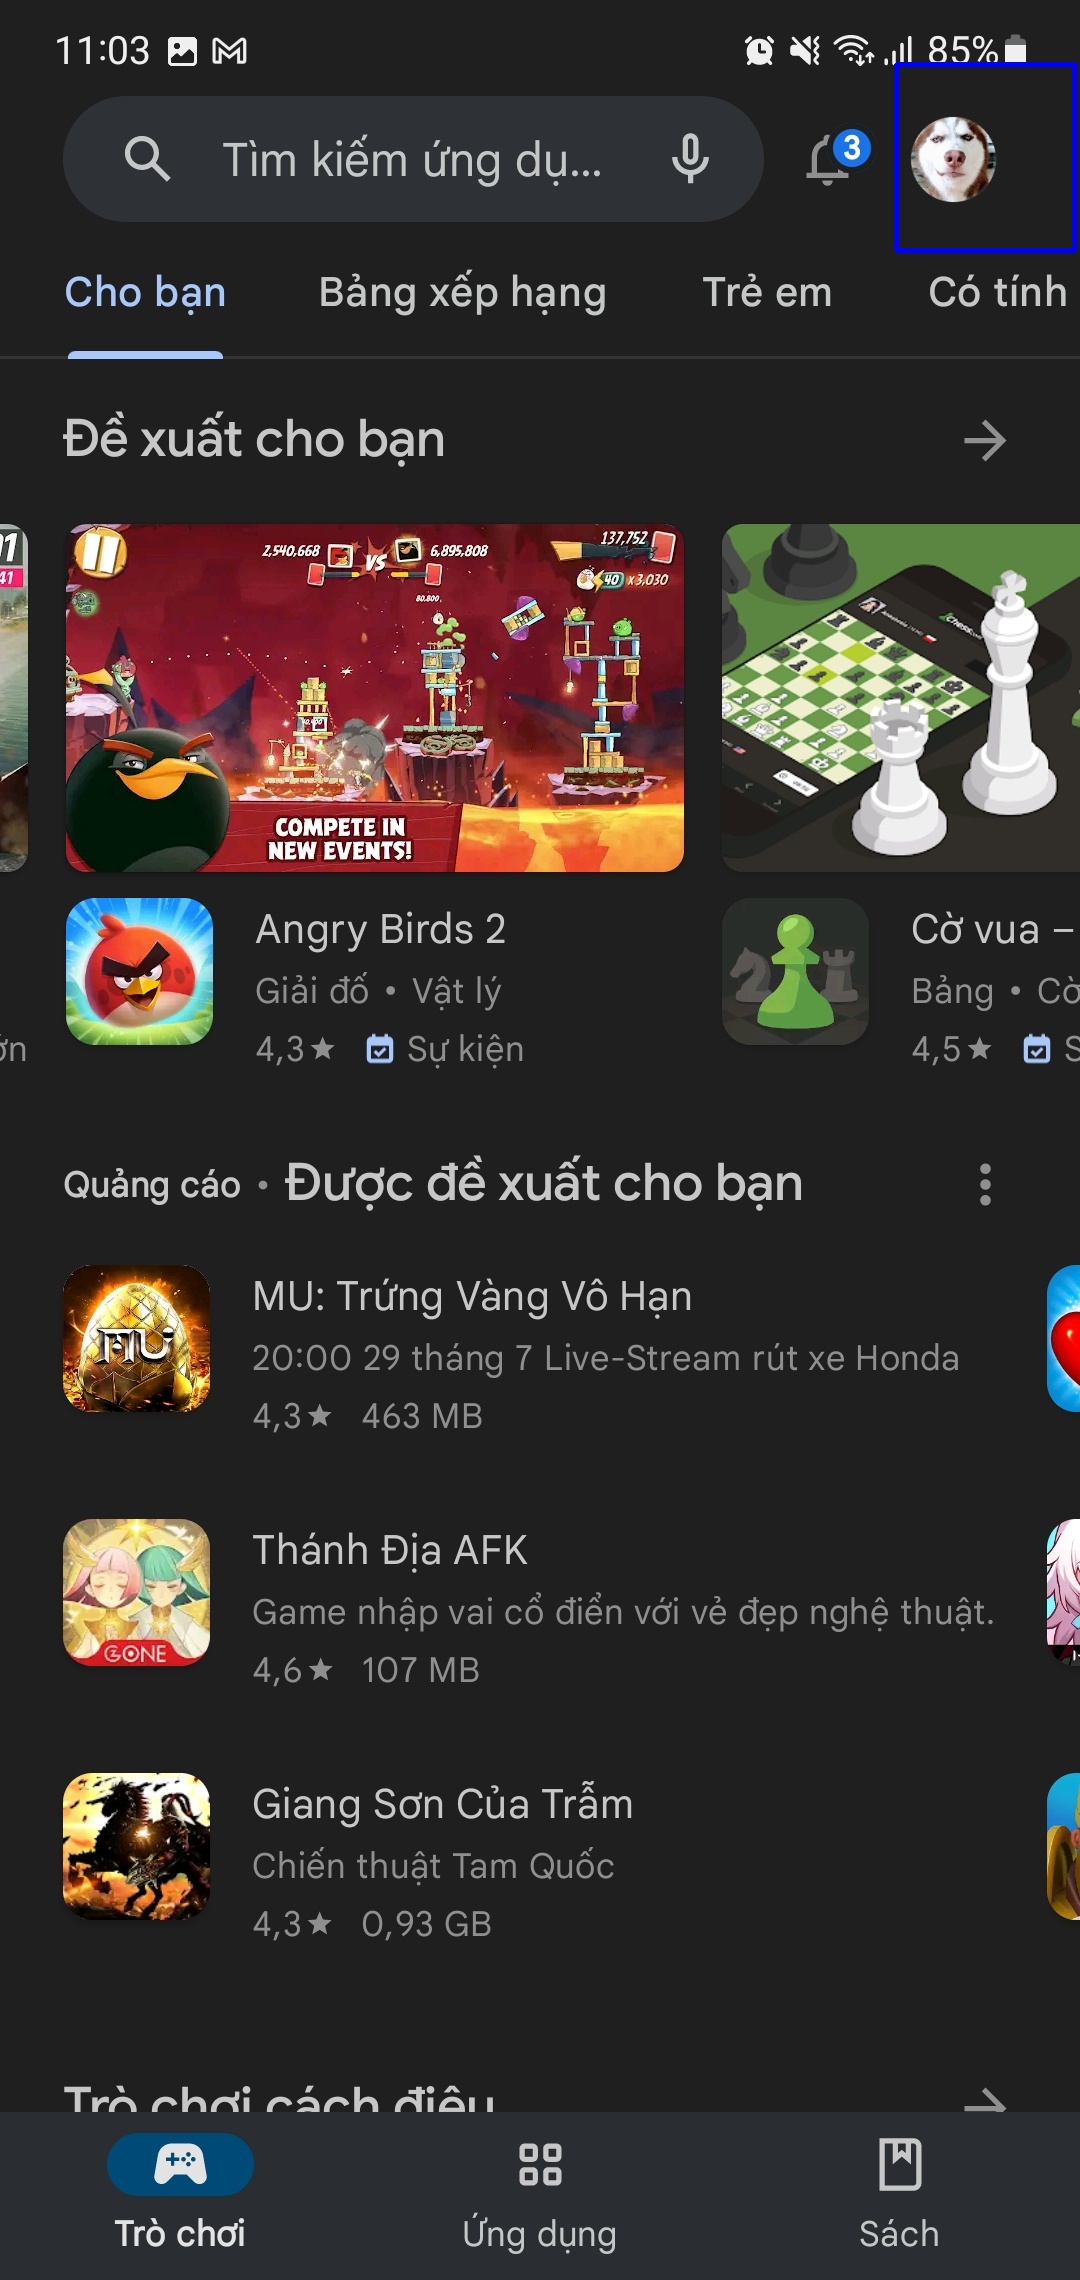 11:03
85%
Tìm kiếm ứng dụ...
3
Cho bạn
Bảng xếp hạng
Trẻ em
Có tính
Đề xuất cho bạn
41
2,540,668
VS
6,895,808
137,752
40 x3,030
80,800
COMPETE IN
NEW EVENTS!
Angry Birds 2
Giải đố • Vật lý
4,3★ Sự kiện
Cờ vua –
Bảng • Cờ
4,5★ S
ớn
Quảng cáo • Được đề xuất cho bạn
MU
MU: Trứng Vàng Vô Hạn
20:00 29 tháng 7 Live-Stream rút xe Honda
4,3★ 463 MB
GONE
Thánh Địa AFK
Game nhập vai cổ điển với vẻ đẹp nghệ thuật.
4,6★ 107 MB
Giang Sơn Của Trẫm
Chiến thuật Tam Quốc
4,3★ 0,93 GB
Trò chơi cách điệu
Trò chơi
Ứng dụng
Sách